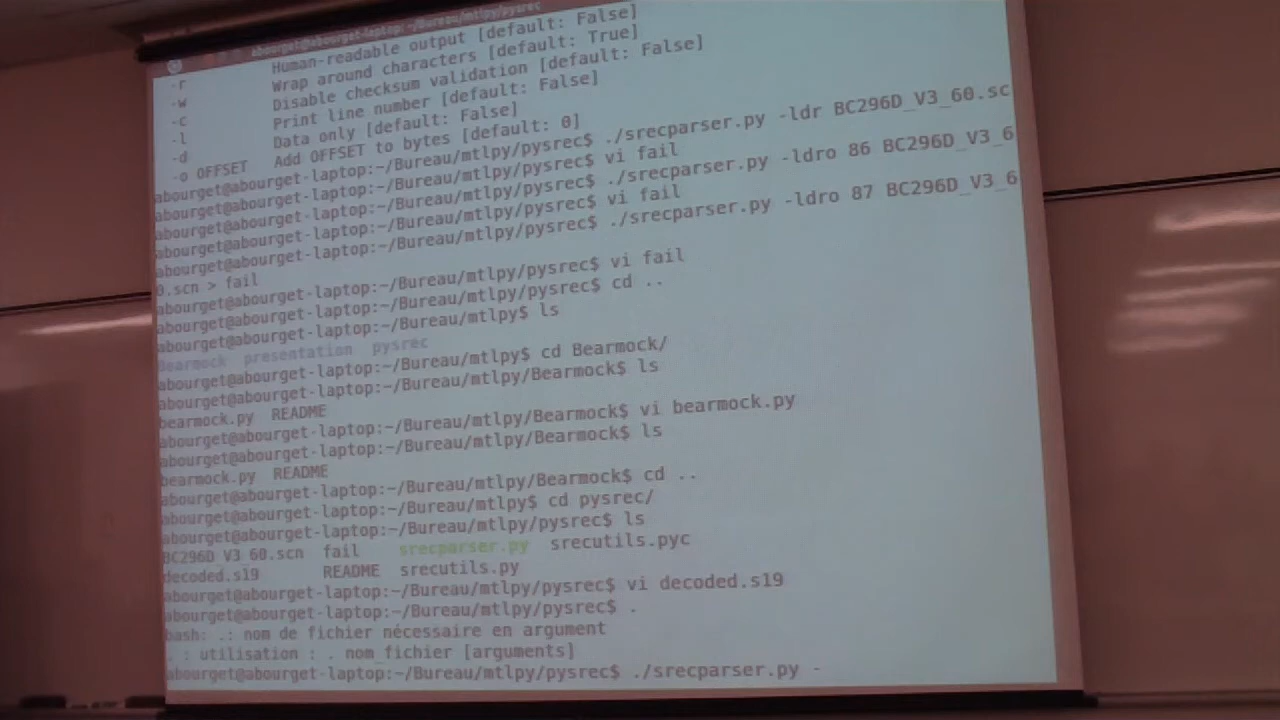 abourget@abourget-laptop: ~/Bureau/mtlpy/pysrec
-r Human-readable output [default: False]
-w Wrap around characters [default: True]
-C Disable checksum validation [default: False]
-l Print line number [default: False]
-d Data only [default: False]
-o OFFSET Add OFFSET to bytes [default: 0]
abourget@abourget-laptop:~/Bureau/mtlpy/pysrec$ ./srecparser.py -ldr BC296D_V3_60.sc
abourget@abourget-laptop:~/Bureau/mtlpy/pysrec$ vi fail
abourget@abourget-laptop:~/Bureau/mtlpy/pysrec$ ./srecparser.py -ldro 86 BC296D_V3_6
abourget@abourget-laptop:~/Bureau/mtlpy/pysrec$ vi fail
abourget@abourget-laptop:~/Bureau/mtlpy/pysrec$ ./srecparser.py -ldro 87 BC296D_V3_6
0.scn > fail
abourget@abourget-laptop:~/Bureau/mtlpy/pysrec$ vi fail
abourget@abourget-laptop:~/Bureau/mtlpy/pysrec$ cd ..
abourget@abourget-laptop:~/Bureau/mtlpy$ ls
Bearmock presentation pysrec
abourget@abourget-laptop:~/Bureau/mtlpy$ cd Bearmock/
abourget@abourget-laptop:~/Bureau/mtlpy/Bearmock$ ls
bearmock.py README
abourget@abourget-laptop:~/Bureau/mtlpy/Bearmock$ vi bearmock.py
abourget@abourget-laptop:~/Bureau/mtlpy/Bearmock$ ls
bearmock.py README
abourget@abourget-laptop:~/Bureau/mtlpy/Bearmock$ cd ..
abourget@abourget-laptop:~/Bureau/mtlpy$ cd pysrec/
abourget@abourget-laptop:~/Bureau/mtlpy/pysrec$ ls
BC296D_V3_60.scn fail srecparser.py srecutils.pyc
decoded.s19 README srecutils.py
abourget@abourget-laptop:~/Bureau/mtlpy/pysrec$ vi decoded.s19
abourget@abourget-laptop:~/Bureau/mtlpy/pysrec$ .
bash: .: nom de fichier nécessaire en argument
. : utilisation : . nom_fichier [arguments]
abourget@abourget-laptop:~/Bureau/mtlpy/pysrec$ ./srecparser.py -